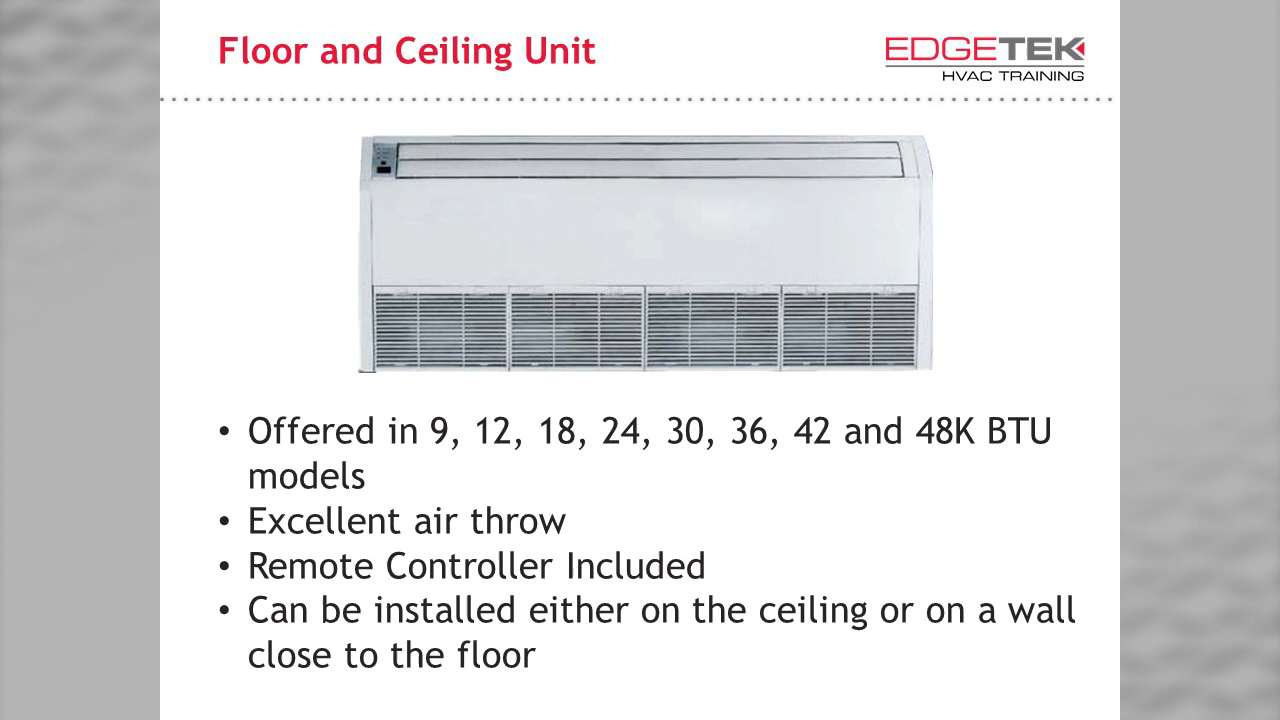 Floor and Ceiling Unit
EDGETEK
HVAC TRAINING
• Offered in 9, 12, 18, 24, 30, 36, 42 and 48K BTU
models
• Excellent air throw
• Remote Controller Included
• Can be installed either on the ceiling or on a wall
close to the floor